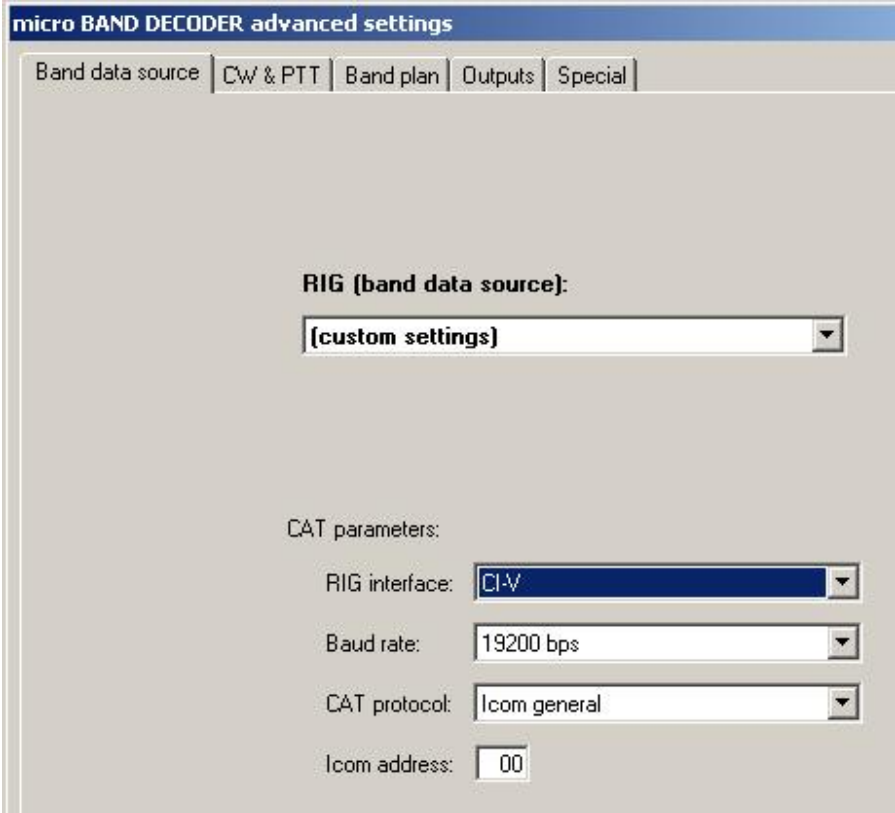 micro BAND DECODER advanced settings
Band data source CW & PTT Band plan Outputs Special
RIG (band data source):
(custom settings)
CAT parameters:
RIG interface: CI-V
Baud rate: 19200 bps
CAT protocol: Icom general
Icom address: 00